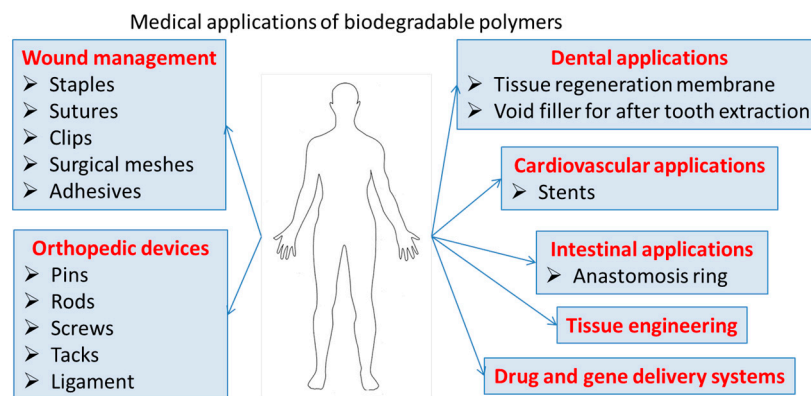 Medical applications of biodegradable polymers
Wound management
➢ Staples
➢ Sutures
➢ Clips
➢ Surgical meshes
➢ Adhesives
Orthopedic devices
➢ Pins
➢ Rods
➢ Screws
➢ Tacks
➢ Ligament
Dental applications
➢ Tissue regeneration membrane
➢ Void filler for after tooth extraction
Cardiovascular applications
➢ Stents
Intestinal applications
➢ Anastomosis ring
Tissue engineering
Drug and gene delivery systems